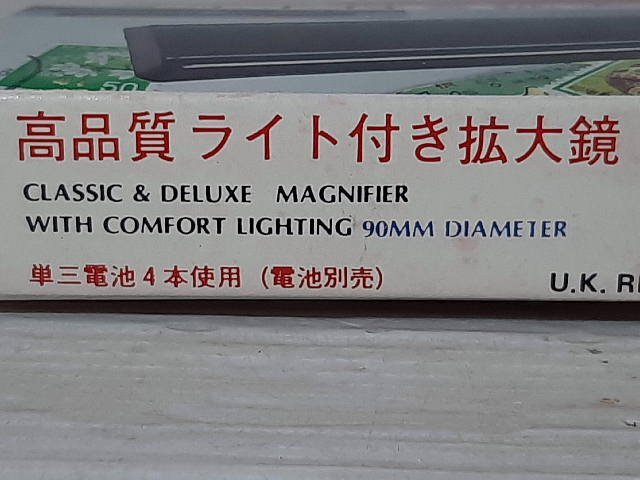 50
高品質 ライト付き拡大鏡
CLASSIC & DELUXE MAGNIFIER
WITH COMFORT LIGHTING 90MM DIAMETER
単三電池4本使用(電池別売)
U.K.